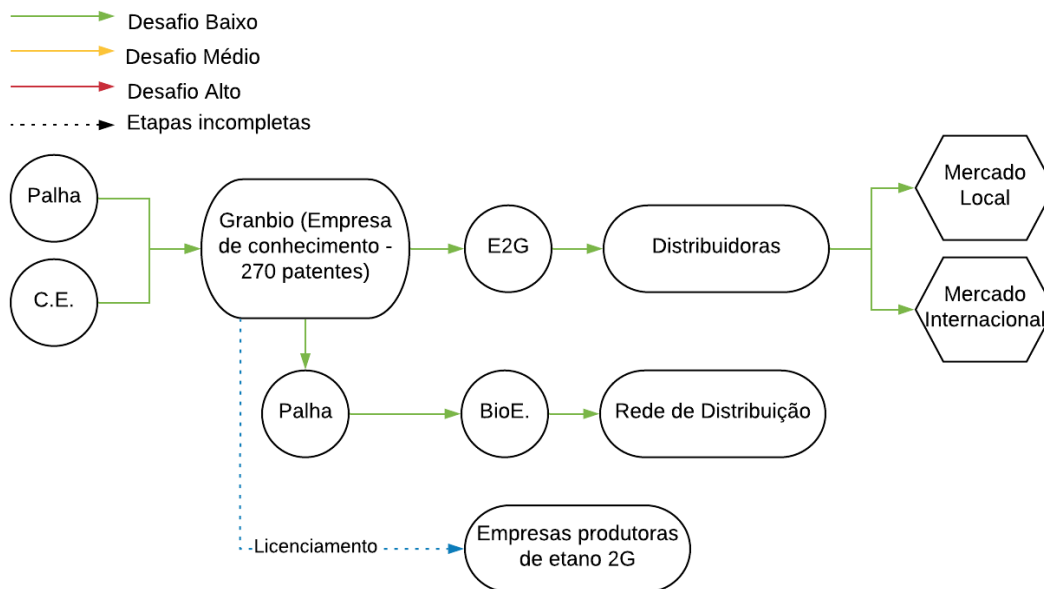 Desafio Baixo
Desafio Médio
Desafio Alto
Etapas incompletas
Palha
C.E.
Granbio (Empresa
de conhecimento -
270 patentes)
E2G
Distribuidoras
Mercado
Local
Mercado
Internacional
Palha
BioE.
Rede de Distribuição
Licenciamento
Empresas produtoras
de etano 2G